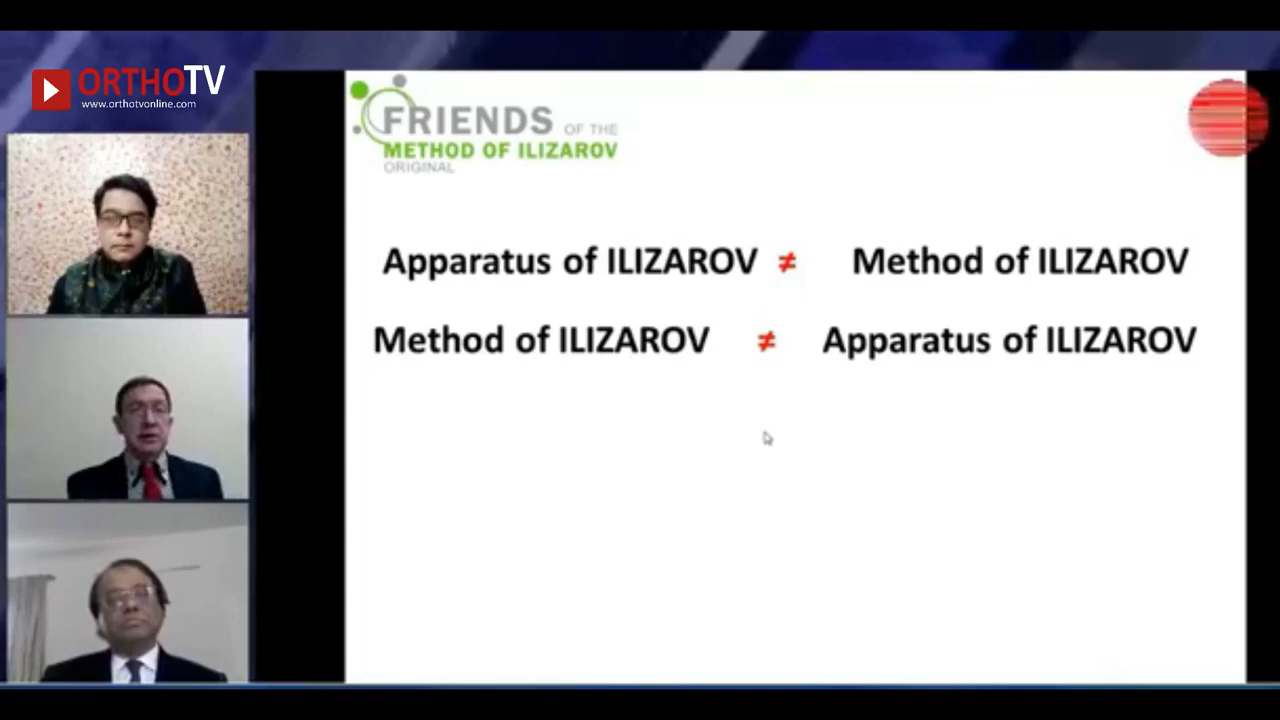 ORTHOTV
www.orthotvonline.com
FRIENDS OF THE
METHOD OF ILIZAROV
ORIGINAL
Apparatus of ILIZAROV ≠ Method of ILIZAROV
Method of ILIZAROV ≠ Apparatus of ILIZAROV